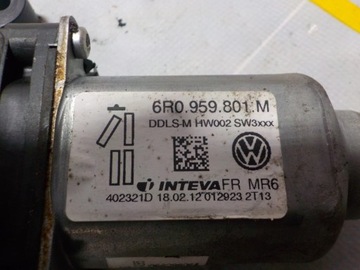 6R0.959.801.M
DDLS-M HW002 SW3xxx
INTEVA FR MR6
402321D 18.02.12 012923 2T13